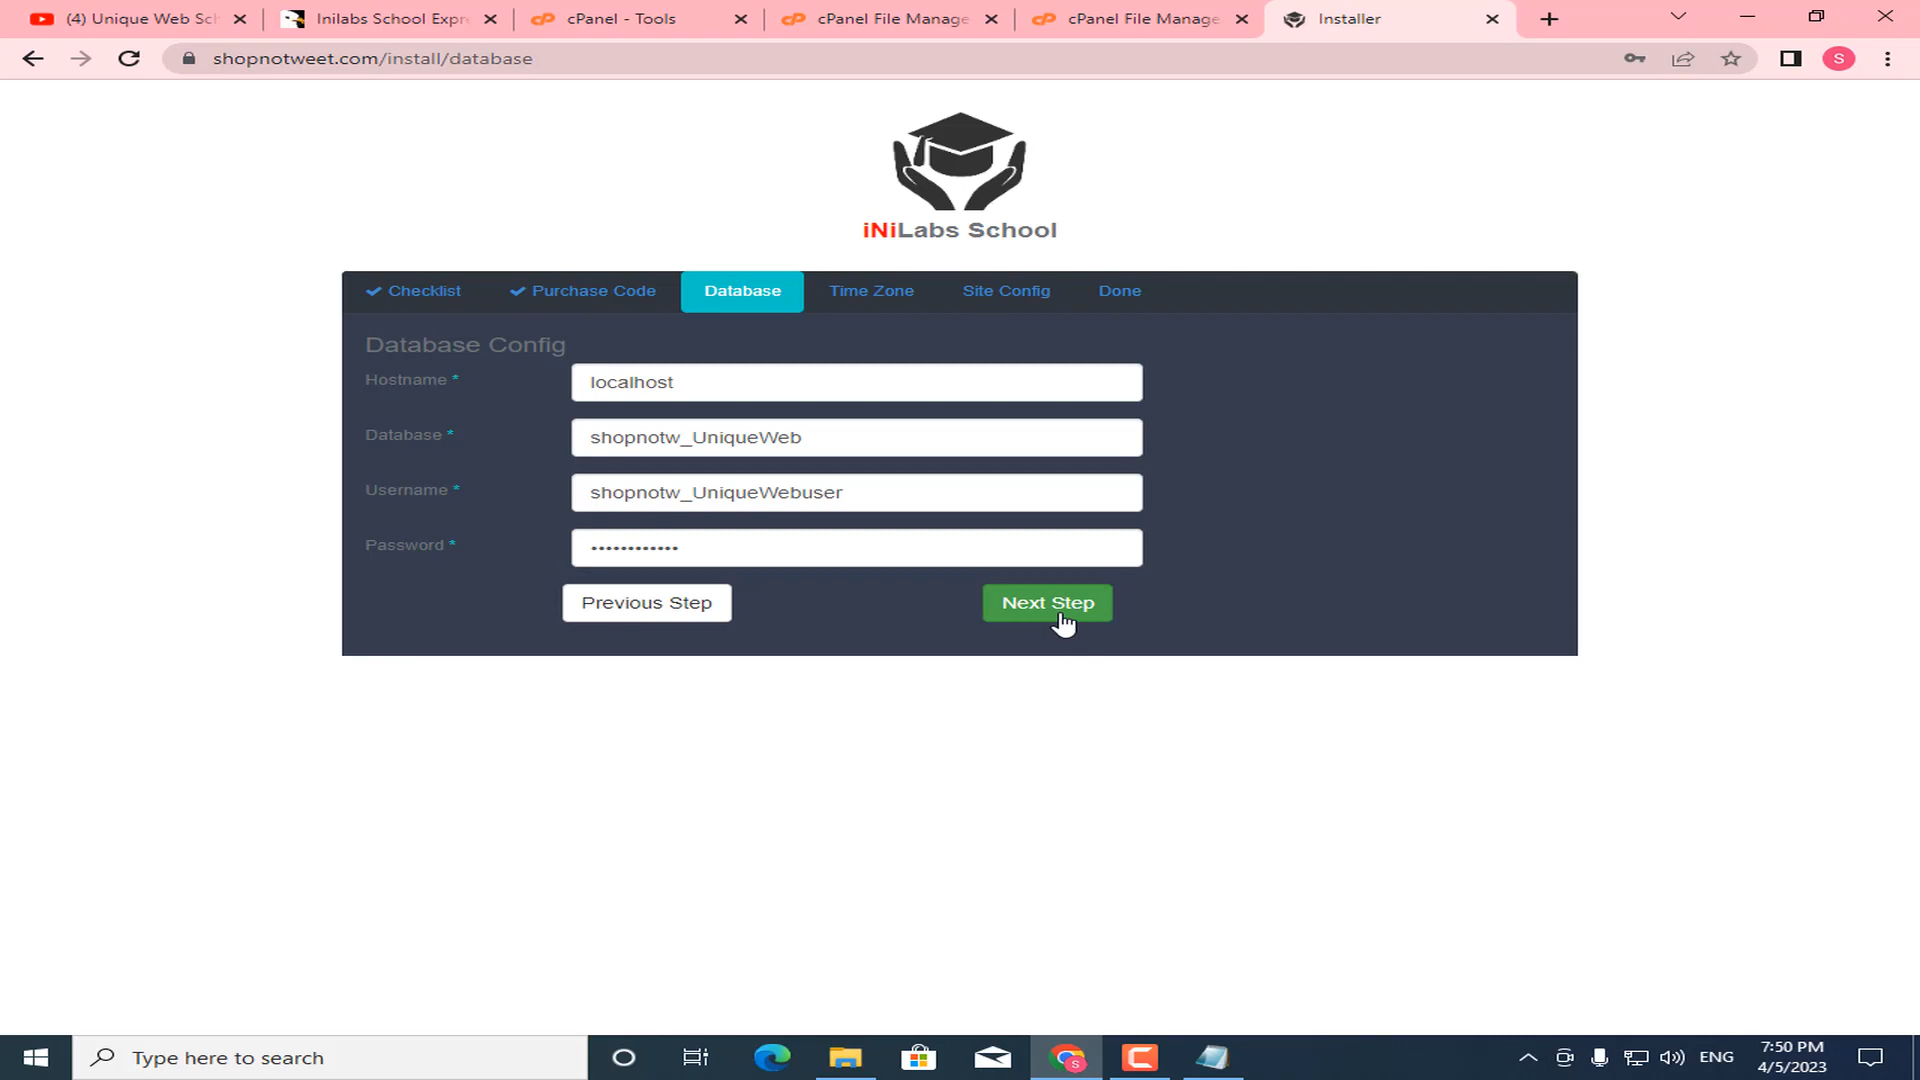 (4) Unique Web Sch
Inilabs School Expre
cPanel - Tools
cPanel File Manage
cPanel File Manage
Installer
shopnotweet.com/install/database
S
iNiLabs School
Checklist
Purchase Code
Database
Time Zone
Site Config
Done
Database Config
Hostname *
localhost
Database *
shopnotw_UniqueWeb
Username *
shopnotw_UniqueWebuser
Password *
••••••••••••
Previous Step
Next Step
Type here to search
ENG
7:50 PM
4/5/2023